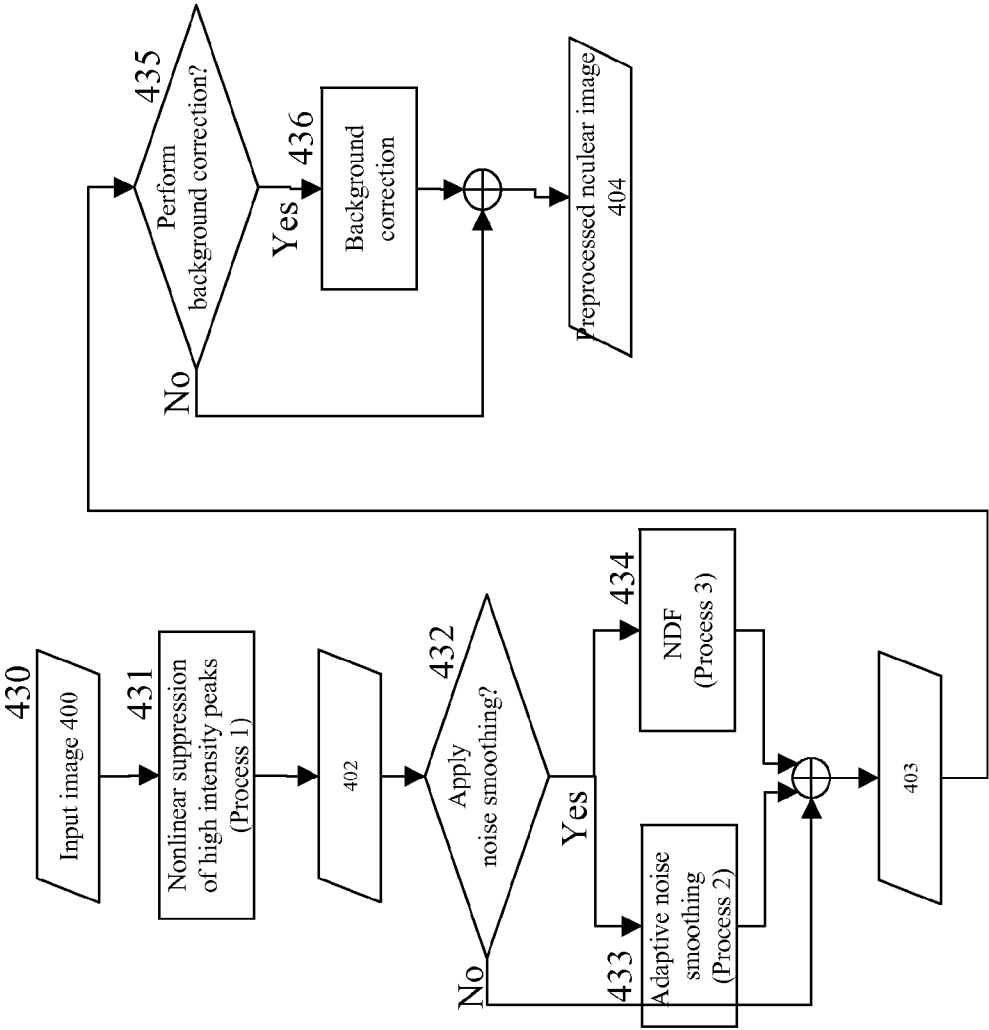 430
Input image 400
431
Nonlinear suppression
of high intensity peaks
(Process 1)
402
432
Apply
noise smoothing?
No
Yes
433
Adaptive noise
smoothing
(Process 2)
434
NDF
(Process 3)
403
435
Perform
background correction?
No
Yes
436
Background
correction
Preprocessed nculear image
404